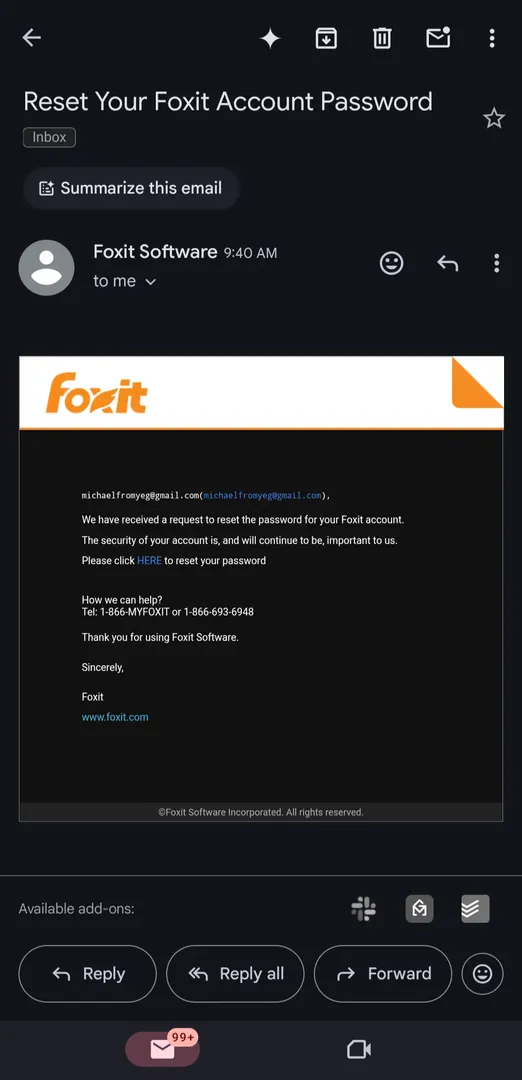 Reset Your Foxit Account Password
Inbox
Summarize this email
Foxit Software 9:40 AM
to me
foxit
michaelfromyeg@gmail.com(michaelfromyeg@gmail.com),
We have received a request to reset the password for your Foxit account.
The security of your account is, and will continue to be, important to us.
Please click HERE to reset your password
How we can help?
Tel: 1-866-MYFOXIT or 1-866-693-6948
Thank you for using Foxit Software.
Sincerely,
Foxit
www.foxit.com
©Foxit Software Incorporated. All rights reserved.
Available add-ons:
Reply
Reply all
Forward
99+